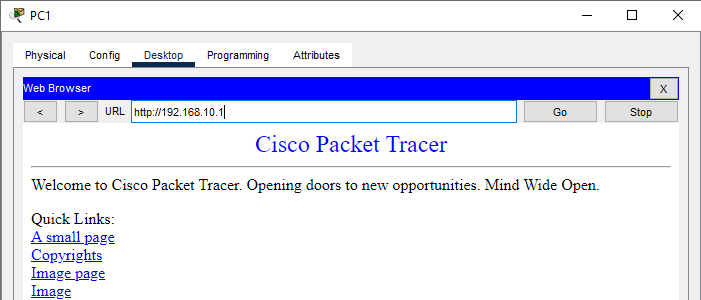 PC1
Physical Config Desktop Programming Attributes
Web Browser X
< > URL http://192.168.10.1 Go Stop
Cisco Packet Tracer
Welcome to Cisco Packet Tracer. Opening doors to new opportunities. Mind Wide Open.
Quick Links:
A small page
Copyrights
Image page
Image